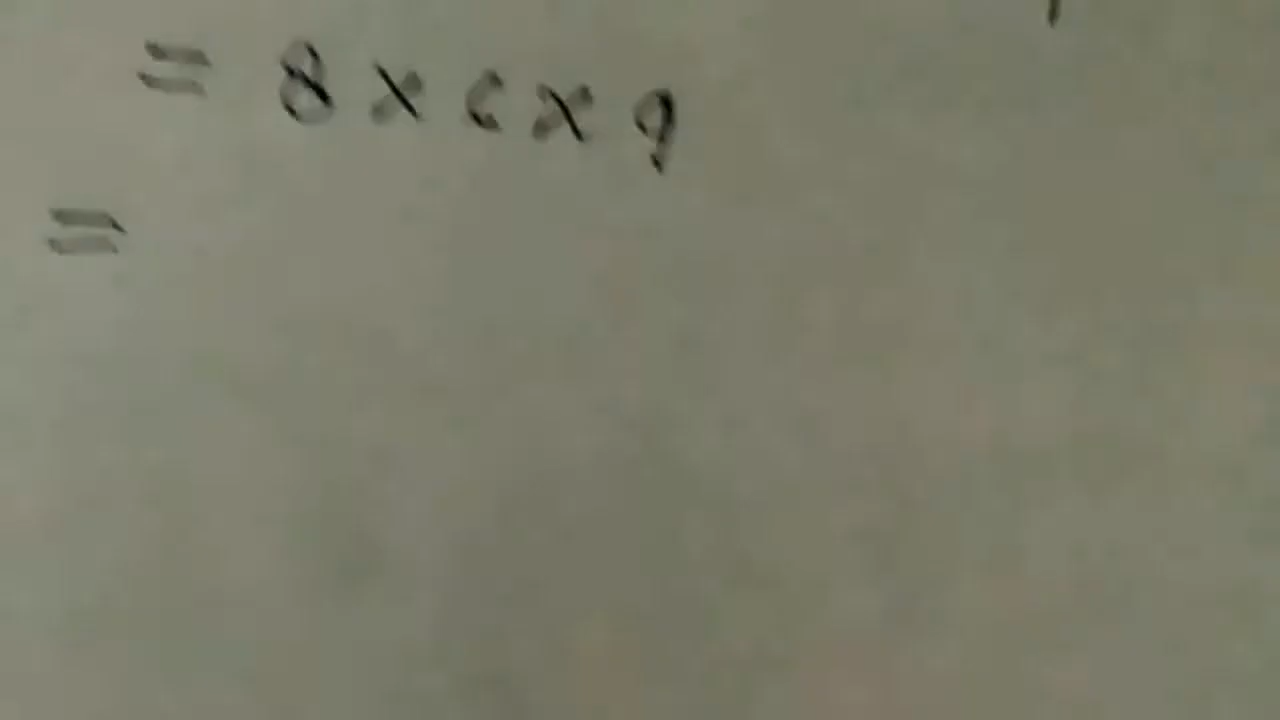 = 8 x 6 x 9
=